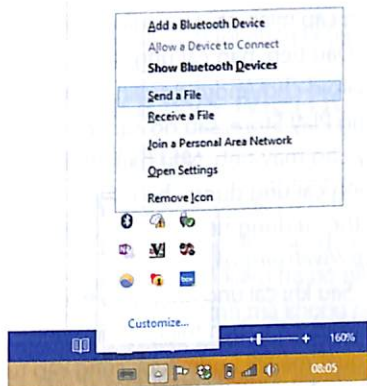 Add a Bluetooth Device
Allow a Device to Connect
Show Bluetooth Devices
Send a File
Receive a File
Join a Personal Area Network
Open Settings
Remove Icon
box
Customize...
160%
08:05